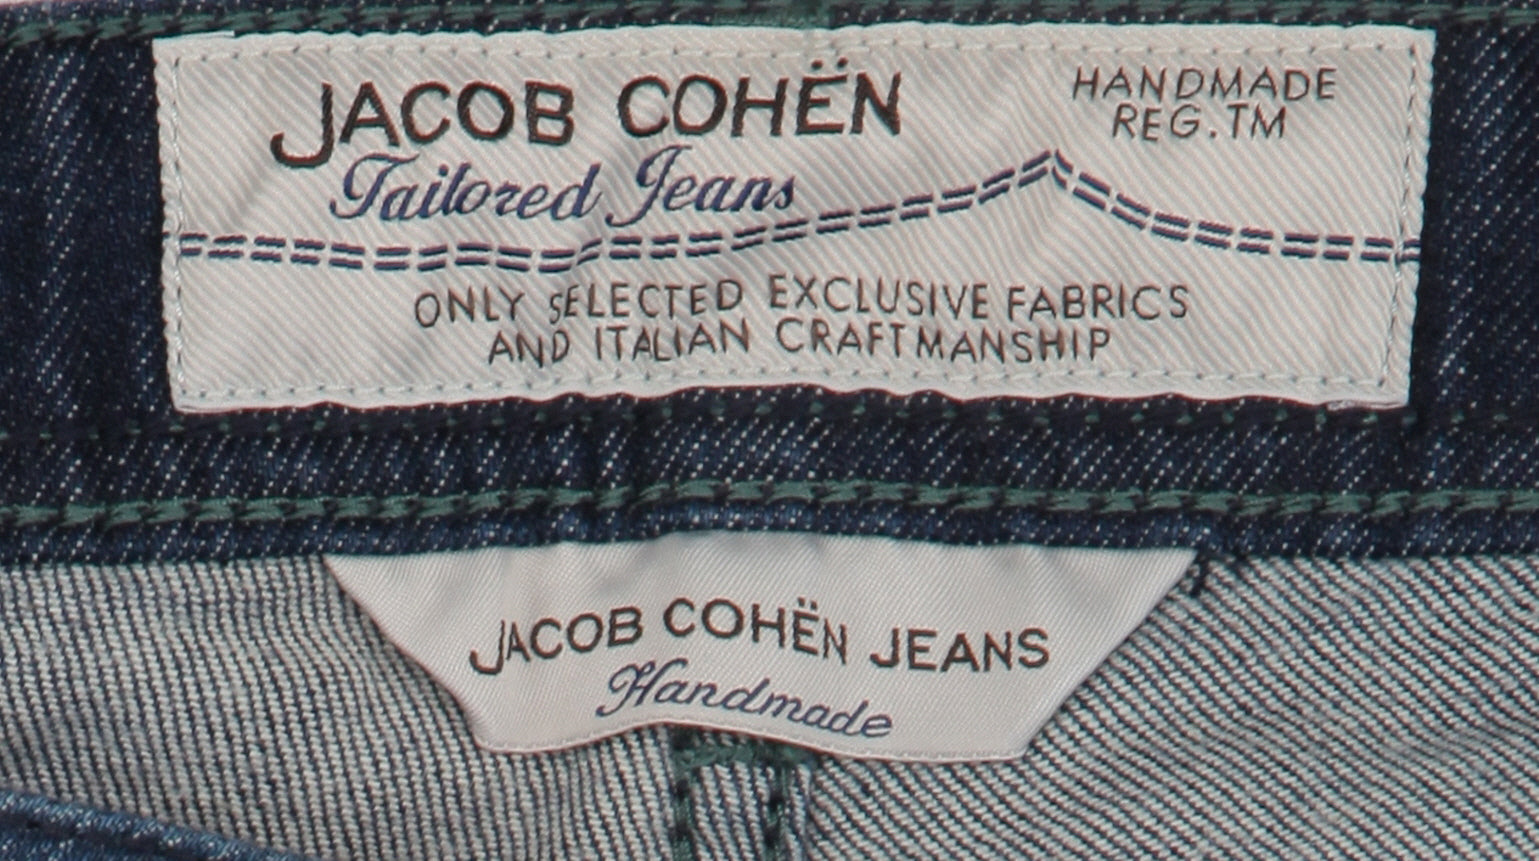 JACOB COHËN
Tailored Jeans
HANDMADE
REG.TM
ONLY SELECTED EXCLUSIVE FABRICS
AND ITALIAN CRAFTMANSHIP
JACOB COHËN JEANS
Handmade